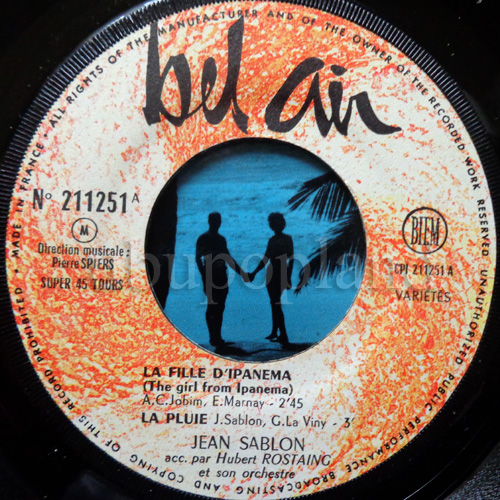 ALL RIGHTS OF THE MANUFACTURER AND OF THE OWNER OF THE RECORDED WORK RESERVED UNAUTHORIZED PUBLIC PERFORMANCE BROADCASTING AND COPYING OF THIS RECORD PROHIBITED • MADE IN FRANCE •
bel air
N° 211251 A
M
BIEM
Direction musicale :
Pierre SPIERS
SUPER 45 TOURS
EPI 211251 A
VARIÉTÉS
bupoplar
LA FILLE D'IPANEMA
(The girl from Ipanema)
A.C. Jobim, E. Marnay - 2'45
LA PLUIE J. Sablon, G. La Viny - 3'
JEAN SABLON
acc. par Hubert ROSTAING
et son orchestre